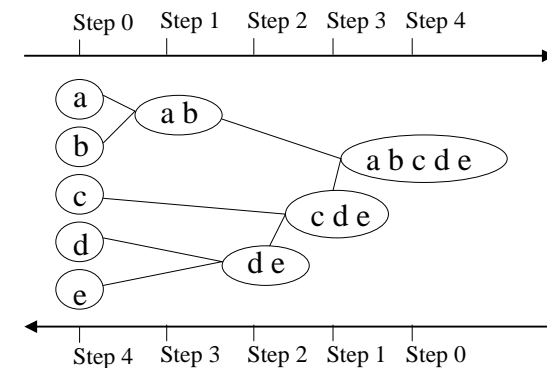 Step 0 Step 1 Step 2 Step 3 Step 4
a
a b
b
a b c d e
c
c d e
d
d e
e
Step 4 Step 3 Step 2 Step 1 Step 0